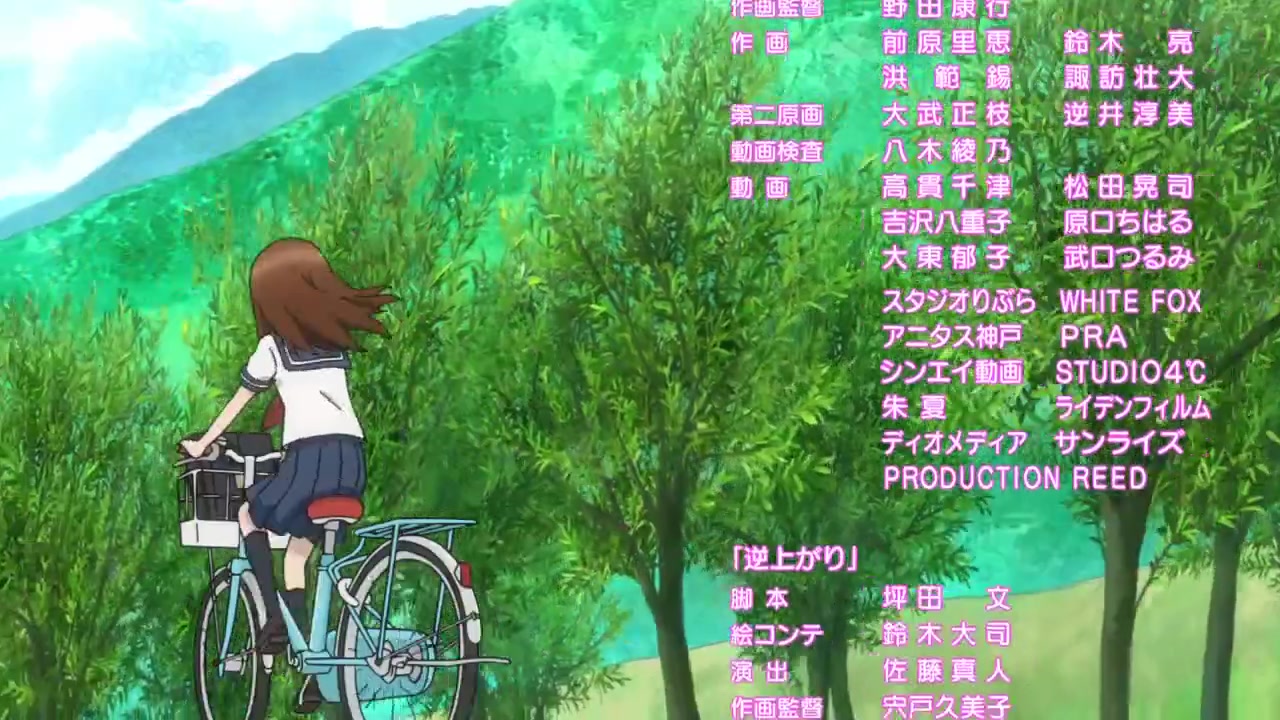 作画監督 野田康行
作画 前原里恵 鈴木 亮
洪 範 錫 諏訪壮大
第二原画 大武正枝 逆井淳美
動画検査 八木綾乃
動画 高貫千津 松田晃司
吉沢八重子 原口ちはる
大東郁子 武口つるみ
スタジオりぶら WHITE FOX
アニタス神戸 PRA
シンエイ動画 STUDIO4℃
朱夏 ライデンフィルム
ディオメディア サンライズ
PRODUCTION REED
「逆上がり」
脚本 坪田 文
絵コンテ 鈴木大司
演出 佐藤真人
作画監督 宍戸久美子